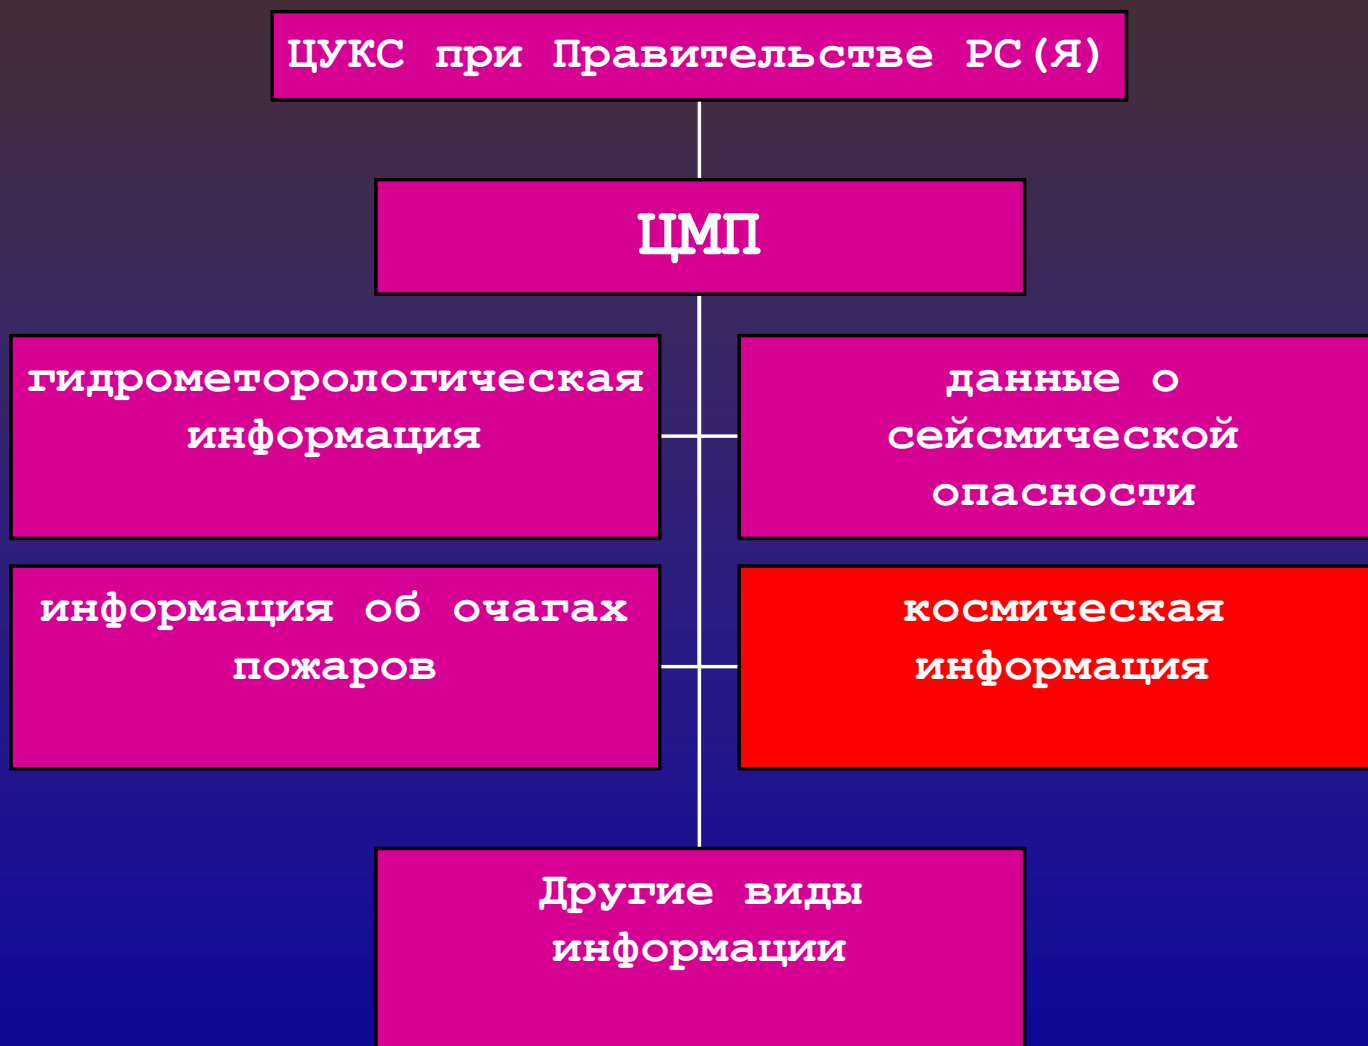 ЦУКС при Правительстве РС(Я)
ЦМП
гидрометорологическая
информация
данные о
сейсмической
опасности
информация об очагах
пожаров
космическая
информация
Другие виды
информации